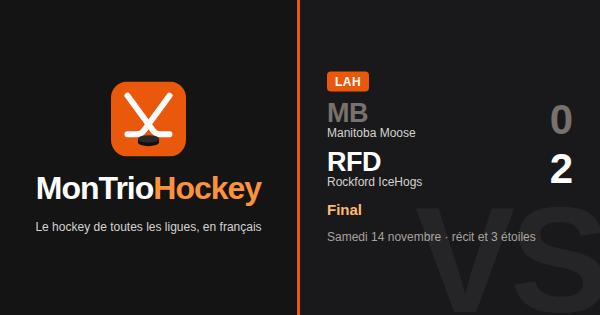 MonTrioHockey
Le hockey de toutes les ligues, en français
LAH
MB 0
Manitoba Moose
RFD 2
Rockford IceHogs
Final
Samedi 14 novembre · récit et 3 étoiles
VS